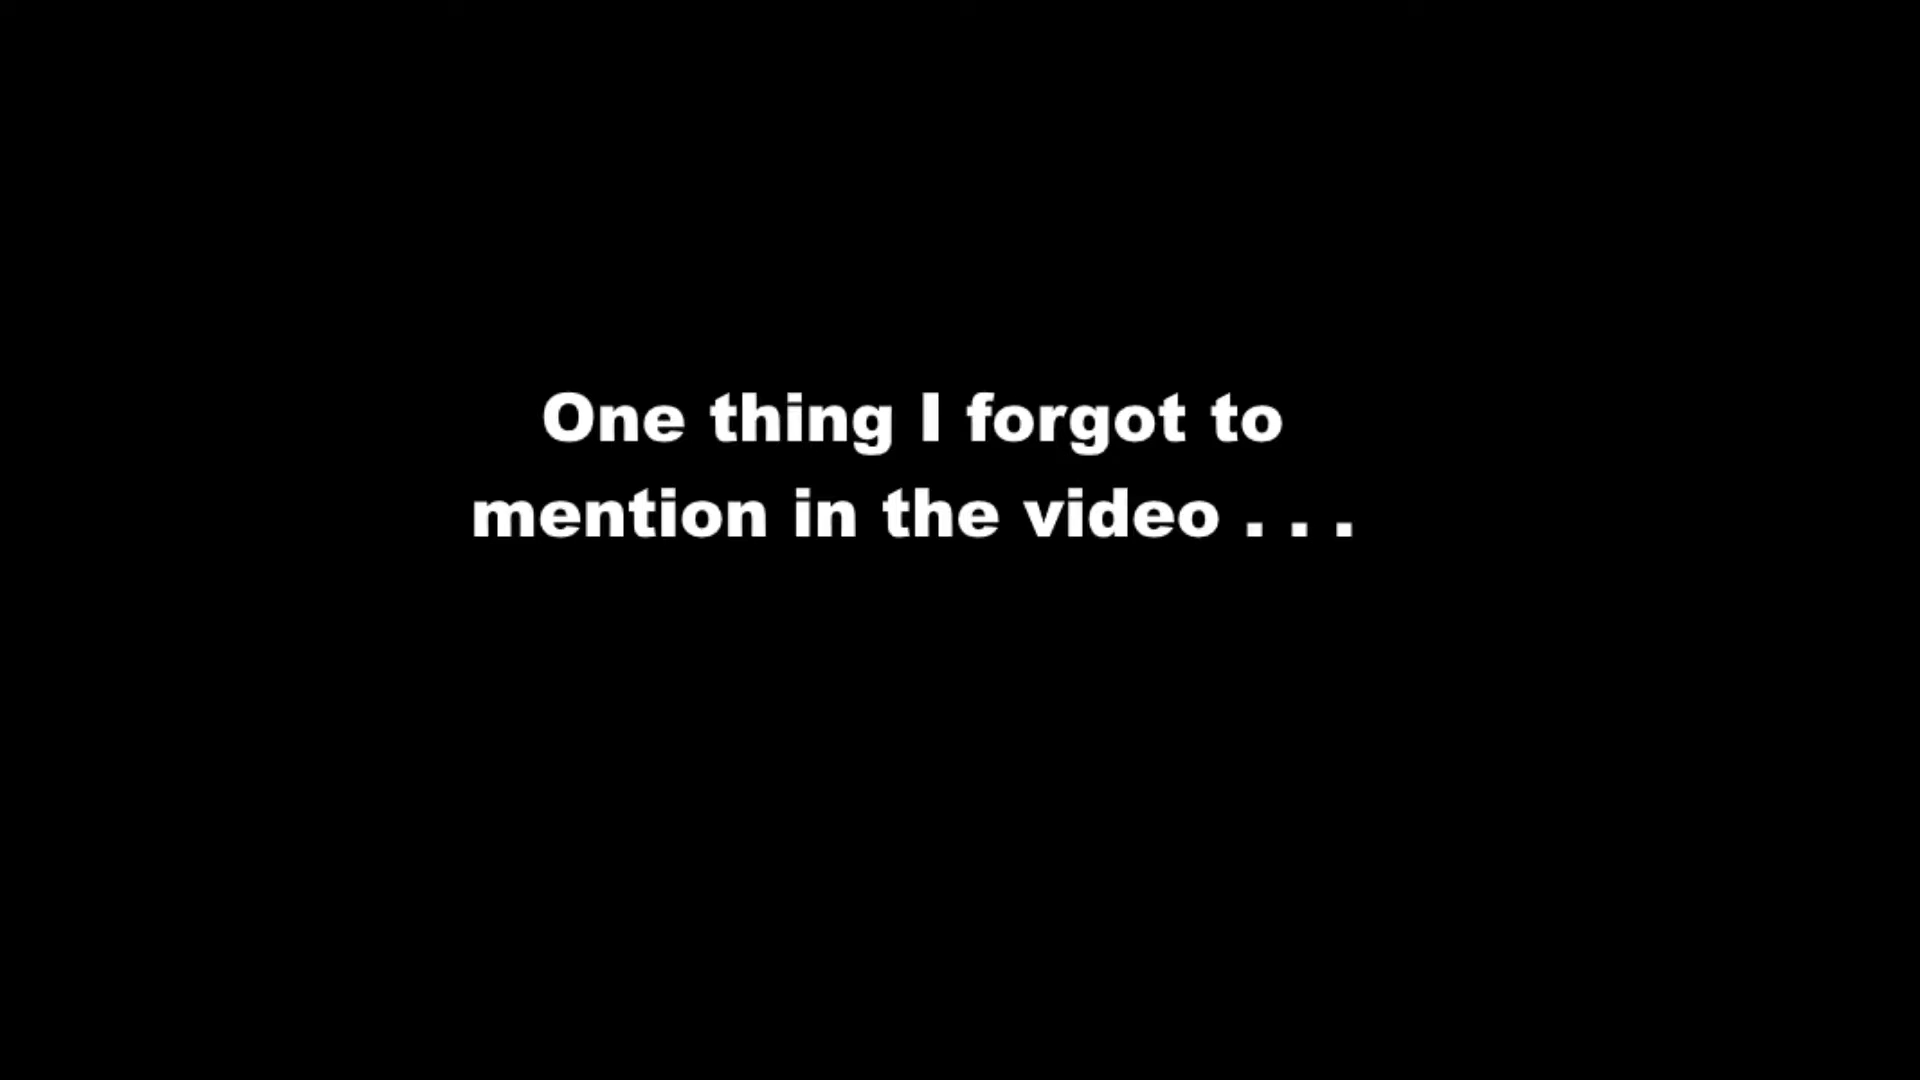 One thing I forgot to
mention in the video . . .